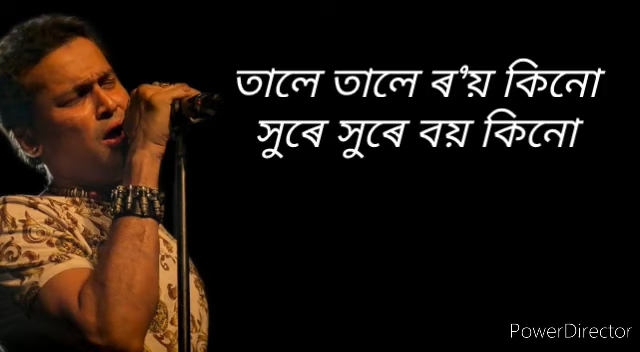 তালে তালে ৰ'য় কিনো
সুৰে সুৰে বয় কিনো
PowerDirector